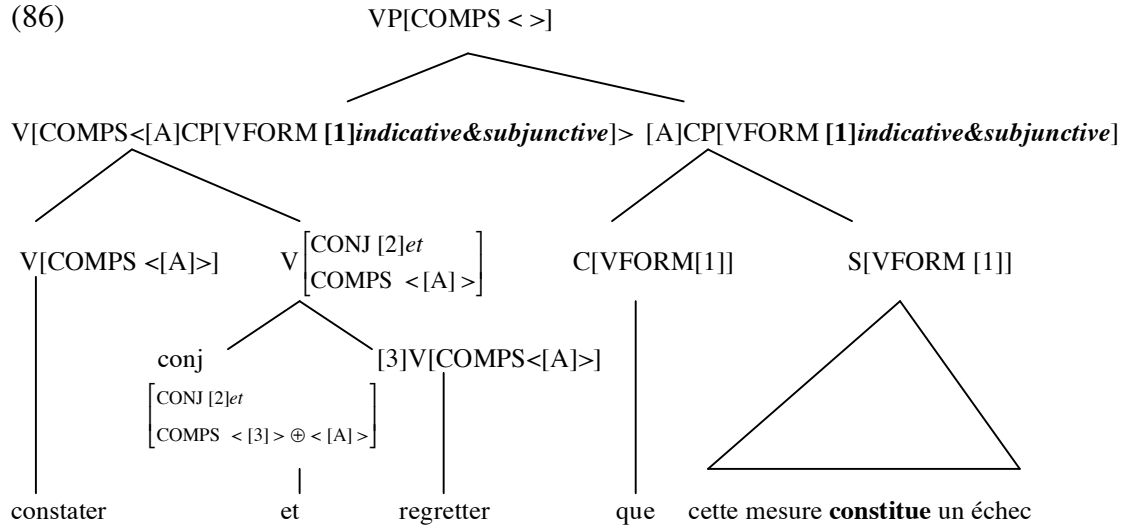 (86)
VP[COMPS < >]
V[COMPS<[A]CP[VFORM [1]indicative&subjunctive]> [A]CP[VFORM [1]indicative&subjunctive]
V[COMPS <[A]>] V[CONJ [2]et COMPS < [A] >] C[VFORM[1]] S[VFORM [1]]
conj [3]V[COMPS<[A]>]
[CONJ [2]et
COMPS < [3] > ⊕ < [A] >]
constater et regretter que cette mesure constitue un échec